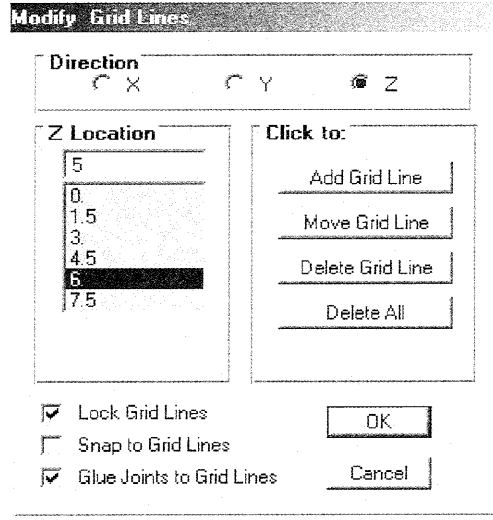 Modify Grid Lines
Direction
X Y Z
Z Location
5
0.
1.5
3.
4.5
6.
7.5
Click to:
Add Grid Line
Move Grid Line
Delete Grid Line
Delete All
Lock Grid Lines
Snap to Grid Lines
Glue Joints to Grid Lines
OK
Cancel